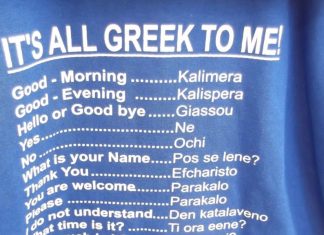 IT'S ALL GREEK TO ME!
Good - Morning ..........Kalimera
Good - Evening ..........Kalispera
Hello or Good bye ......Giassou
Yes..............................Ne
No ...............................Ochi
What is your Name....Pos se lene?
Thank You..................Efcharisto
You are welcome.......Parakalo
Please ........................Parakalo
I do not understand...Den katalaveno
What time is it? .........Ti ora eene?